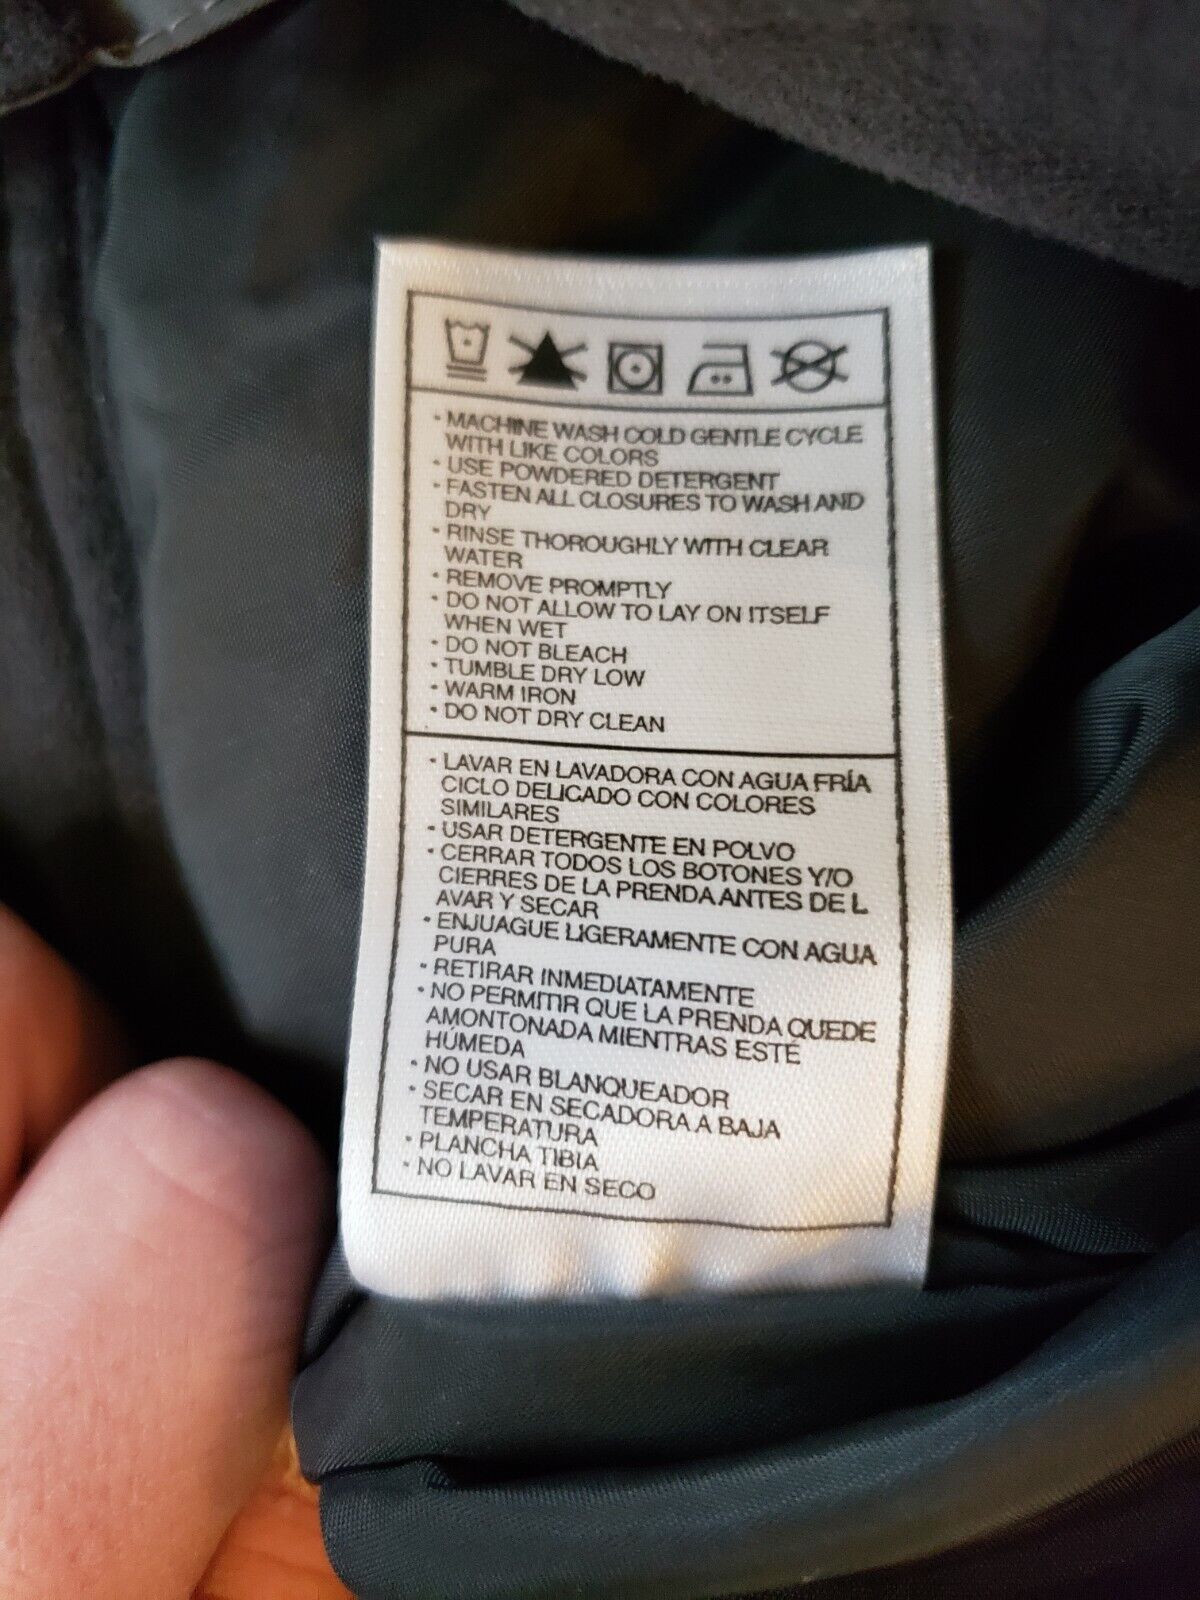 • MACHINE WASH COLD GENTLE CYCLE
WITH LIKE COLORS
• USE POWDERED DETERGENT
• FASTEN ALL CLOSURES TO WASH AND
DRY
• RINSE THOROUGHLY WITH CLEAR
WATER
• REMOVE PROMPTLY
• DO NOT ALLOW TO LAY ON ITSELF
WHEN WET
• DO NOT BLEACH
• TUMBLE DRY LOW
• WARM IRON
• DO NOT DRY CLEAN
• LAVAR EN LAVADORA CON AGUA FRÍA
CICLO DELICADO CON COLORES
SIMILARES
• USAR DETERGENTE EN POLVO
• CERRAR TODOS LOS BOTONES Y/O
CIERRES DE LA PRENDA ANTES DE L
AVAR Y SECAR
• ENJUAGUE LIGERAMENTE CON AGUA
PURA
• RETIRAR INMEDIATAMENTE
• NO PERMITIR QUE LA PRENDA QUEDE
AMONTONADA MIENTRAS ESTÉ
HÚMEDA
• NO USAR BLANQUEADOR
• SECAR EN SECADORA A BAJA
TEMPERATURA
• PLANCHA TIBIA
• NO LAVAR EN SECO